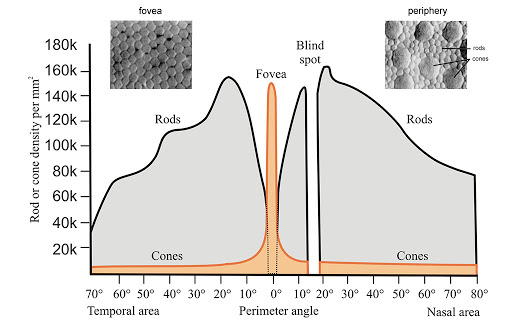 fovea
periphery
rods
cones
Blind
spot
Fovea
Rods
Rods
Cones
Cones
Rod or cone density per mm²
180k
160k
140k
120k
100k
80k
60k
40k
20k
70° 60° 50° 40° 30° 20° 10° 0° 10° 20° 30° 40° 50° 60° 70° 80°
Temporal area Perimeter angle Nasal area